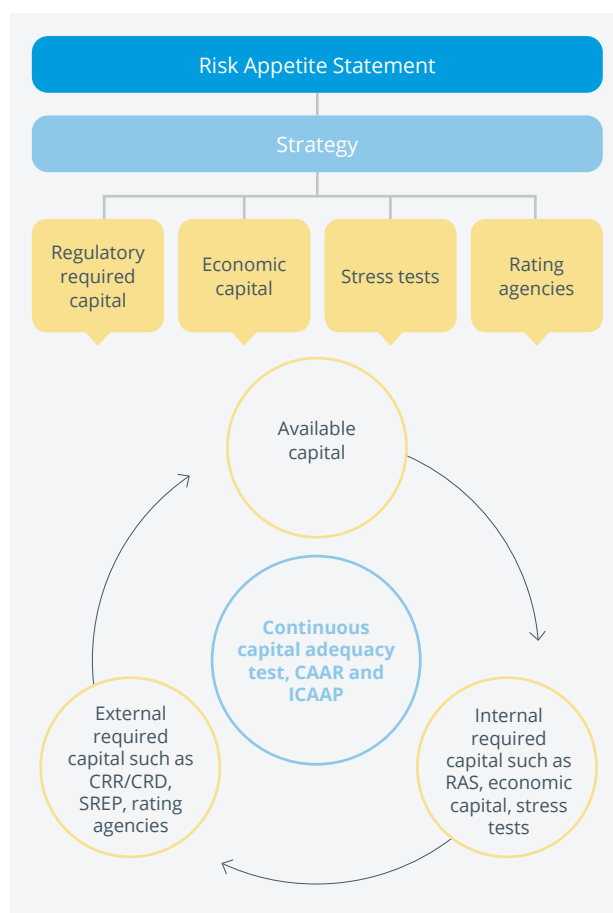 Risk Appetite Statement
Strategy
Regulatory
required
capital
Economic
capital
Stress tests
Rating
agencies
Available
capital
Continuous
capital adequacy
test, CAAR and
ICAAP
External
required
capital such as
CRR/CRD,
SREP, rating
agencies
Internal
required
capital such as
RAS, economic
capital, stress
tests